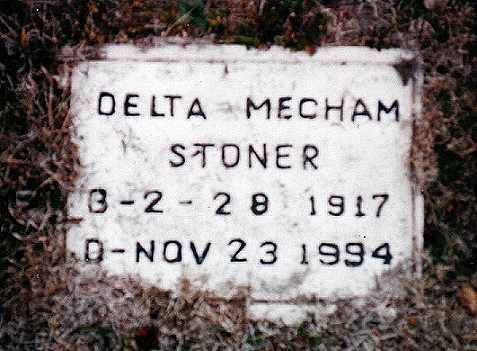 DELTA MECHAM
STONER
B-2-28 1917
D-NOV 23 1994